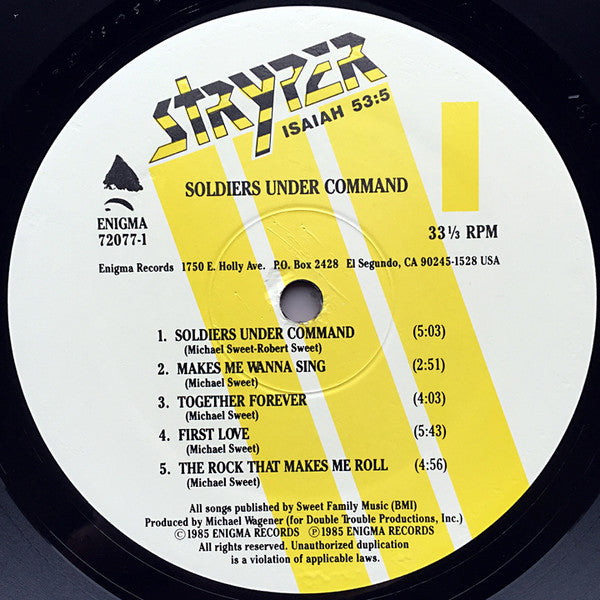 STRYPER
ISAIAH 53:5
SOLDIERS UNDER COMMAND
ENIGMA
72077-1
33 1/3 RPM
Enigma Records 1750 E. Holly Ave. P.O. Box 2428 El Segundo, CA 90245-1528 USA
1. SOLDIERS UNDER COMMAND (5:03)
(Michael Sweet-Robert Sweet)
2. MAKES ME WANNA SING (2:51)
(Michael Sweet)
3. TOGETHER FOREVER (4:03)
(Michael Sweet)
4. FIRST LOVE (5:43)
(Michael Sweet)
5. THE ROCK THAT MAKES ME ROLL (4:56)
(Michael Sweet)
All songs published by Sweet Family Music (BMI)
Produced by Michael Wagener (for Double Trouble Productions, Inc.)
©1985 ENIGMA RECORDS ℗1985 ENIGMA RECORDS
All rights reserved. Unauthorized duplication
is a violation of applicable laws.